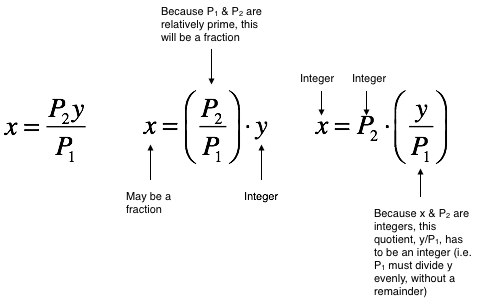 Because P₁ & P₂ are
relatively prime, this
will be a fraction
Integer Integer
x = P₂y / P₁
x = (P₂ / P₁) · y
x = P₂ · (y / P₁)
May be a
fraction
Integer
Because x & P₂ are
integers, this
quotient, y/P₁, has
to be an integer (i.e.
P₁ must divide y
evenly, without a
remainder)